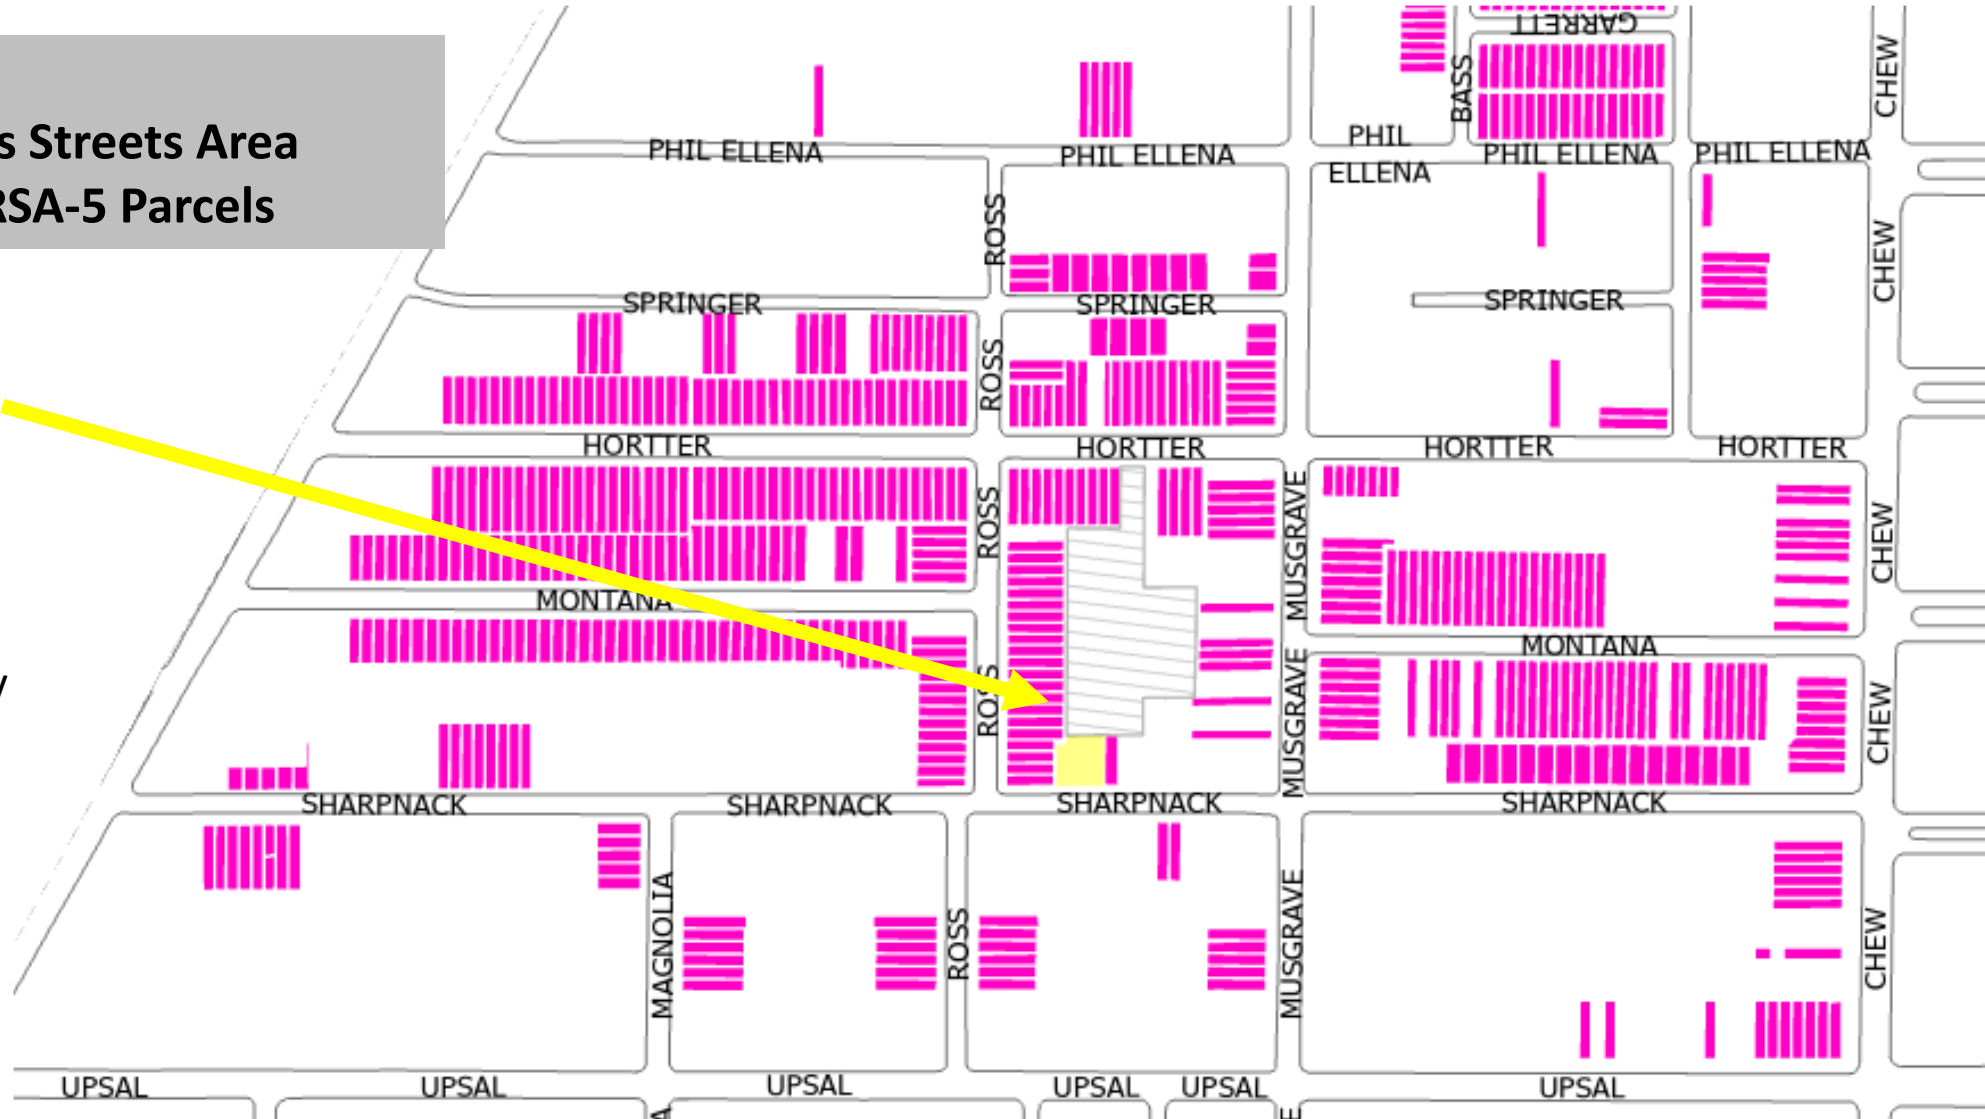 GARRETT
CHEW
BASS
s Streets Area
PHIL
PHIL ELLENA
PHIL ELLENA
PHIL ELLENA
PHIL ELLENA
ELLENA
RSA-5 Parcels
ROSS
CHEW
SPRINGER
SPRINGER
SPRINGER
ROSS
HORTTER
HORTTER
HORTTER
HORTTER
ROSS
MUSGRAVE
CHEW
MONTANA
MONTANA
y
ROSS
MUSGRAVE
CHEW
SHARPNACK
SHARPNACK
SHARPNACK
SHARPNACK
MAGNOLIA
ROSS
MUSGRAVE
CHEW
UPSAL
UPSAL
UPSAL
UPSAL
UPSAL
UPSAL
A
E